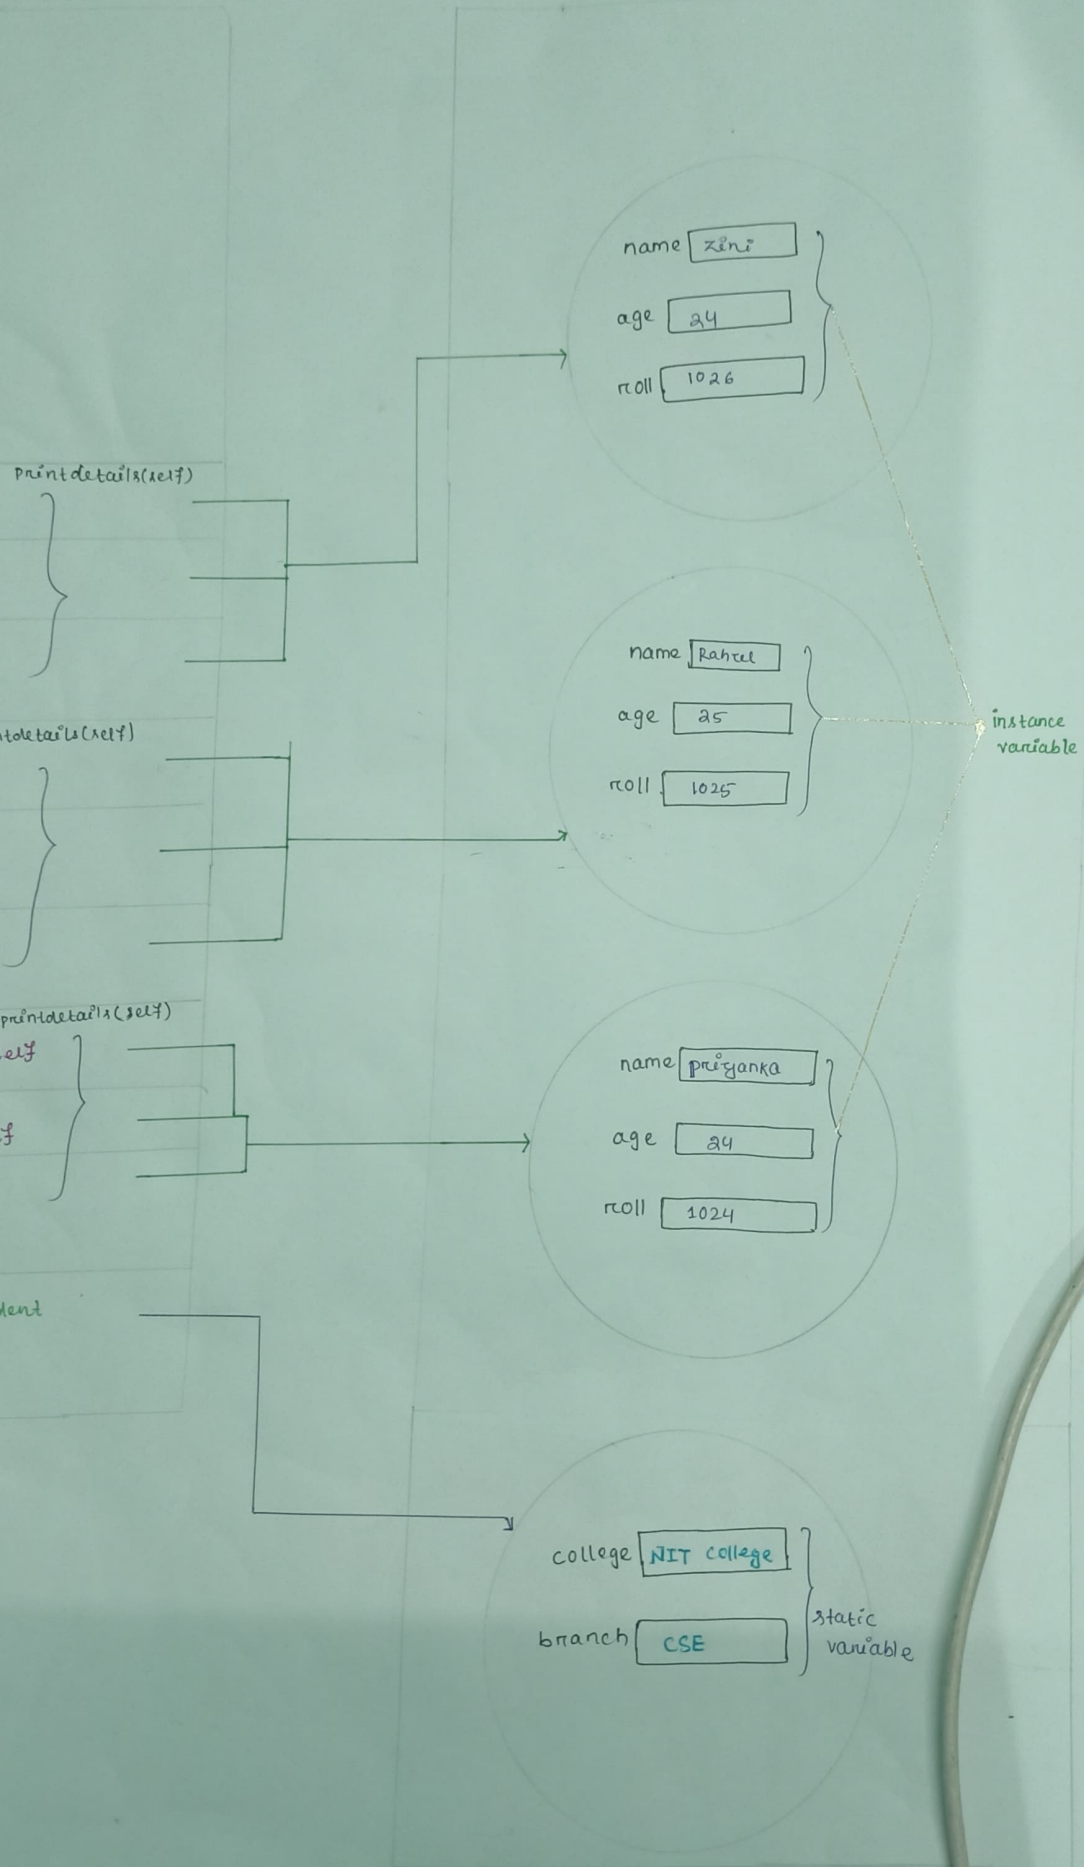 name zini
age 24
roll 1026
printdetails(self)
name Rahul
age 25
roll 1025
instance
variable
ntdetails(self)
printdetails(self)
elf
f
name priyanka
age 24
roll 1024
dent
college NIT College
branch CSE
static
variable